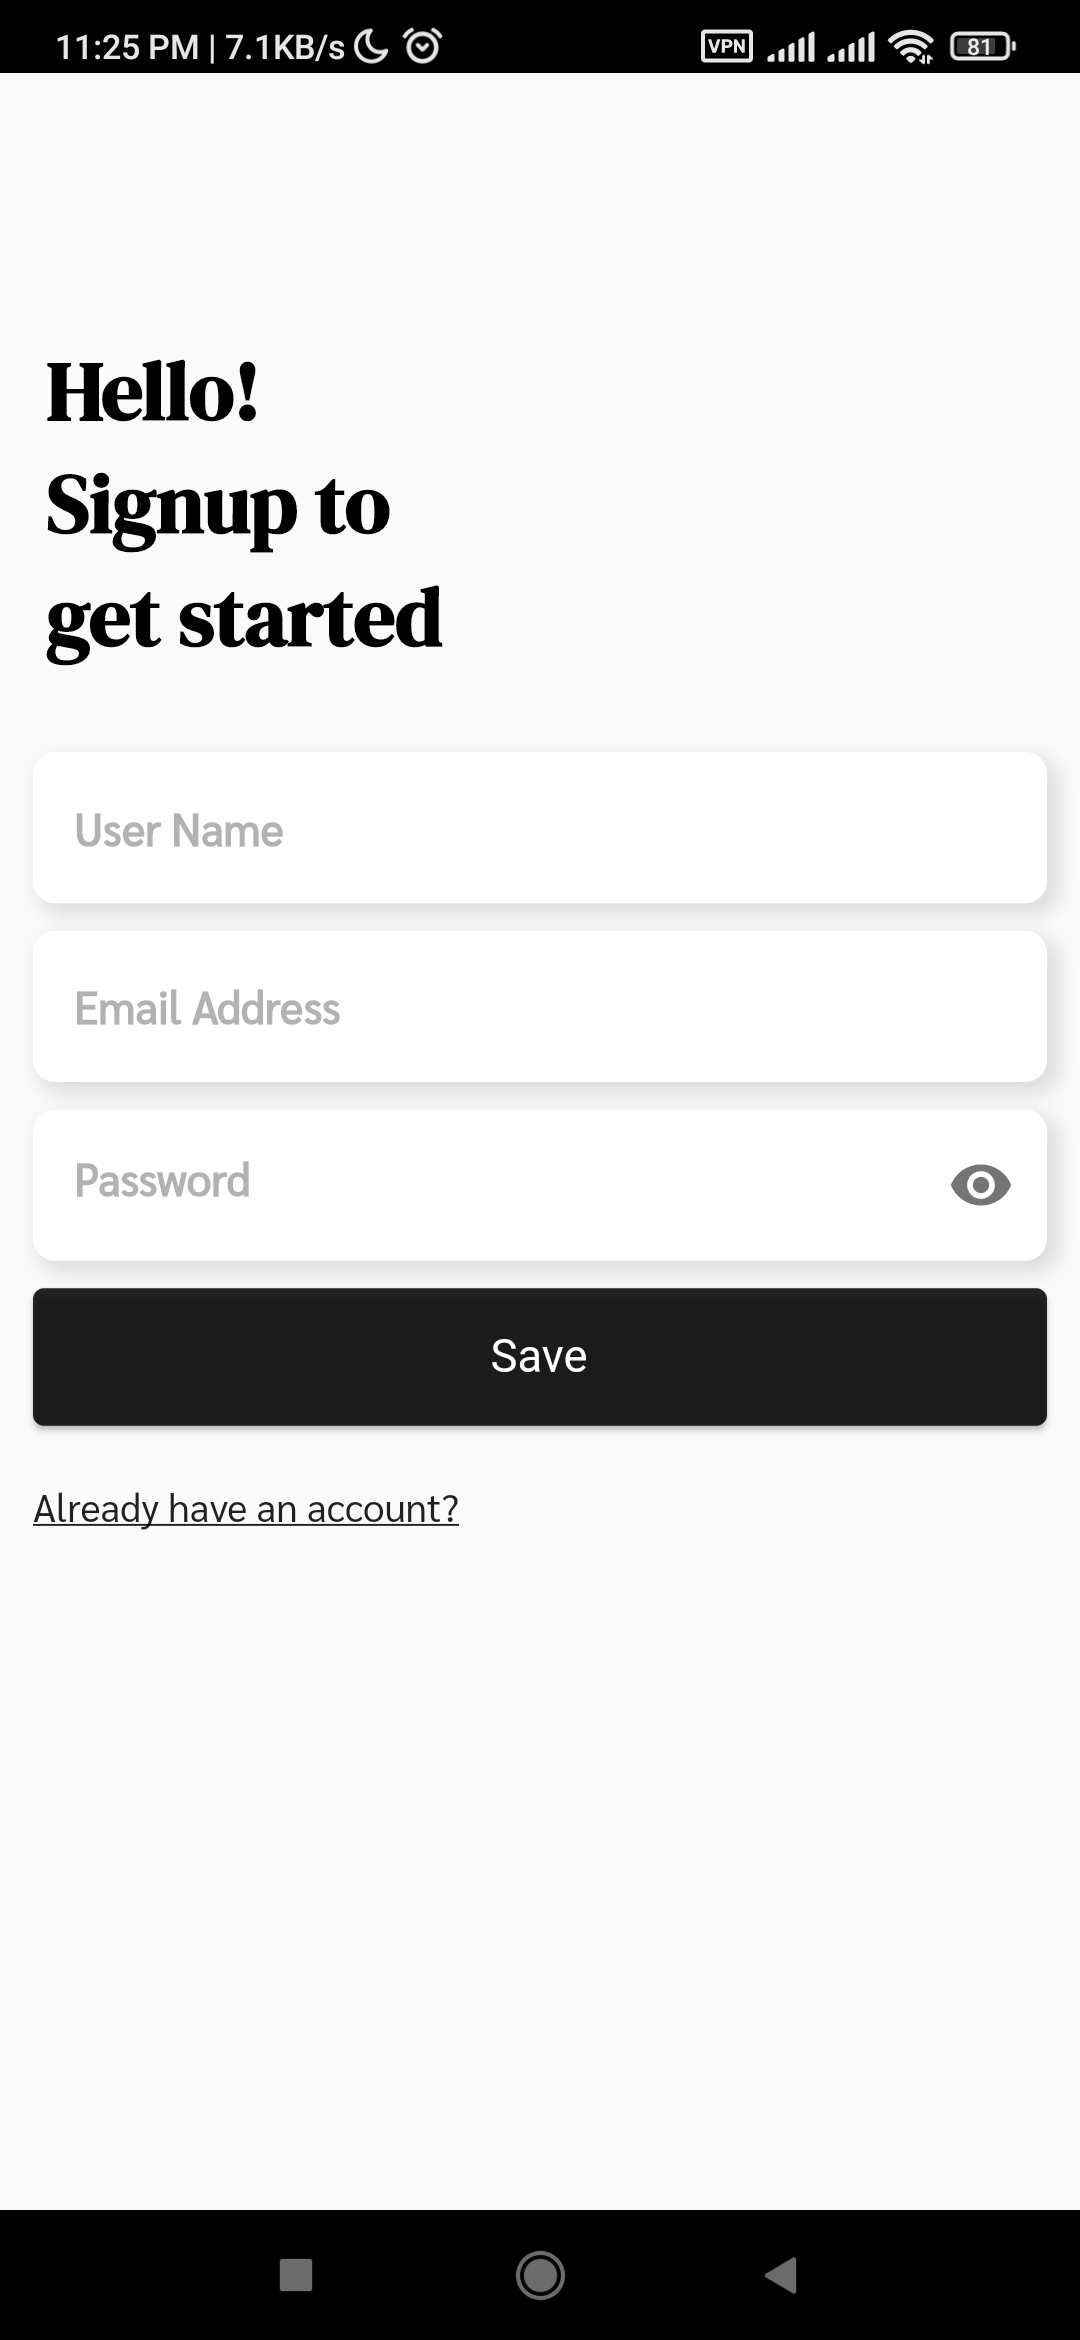 11:25 PM | 7.1KB/s VPN 81
Hello!
Signup to
get started
User Name
Email Address
Password
Save
Already have an account?